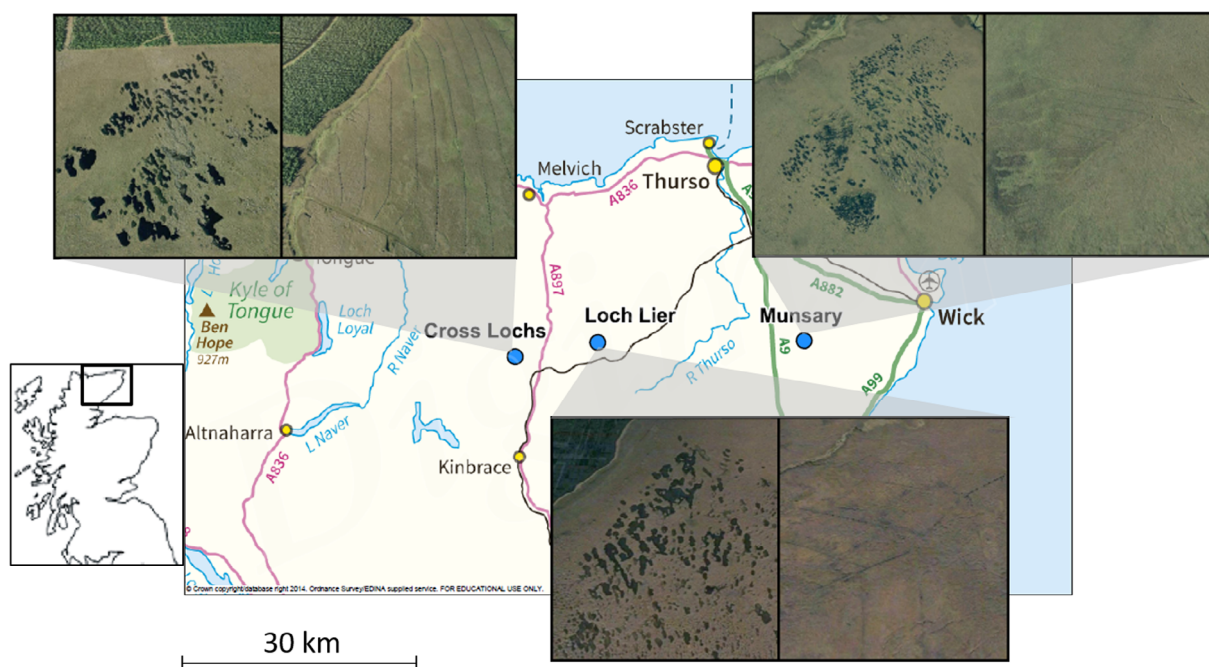 Scrabster
Melvich
Thurso
A836
Tongue
Kyle of
Tongue
Ben
Hope
927m
Loch
Loyal
R Naver
A897
Cross Lochs
Loch Lier
Munsary
A882
Wick
R Thurso
A9
A99
Altnaharra
L Naver
A836
Kinbrace
© Crown copyright/database right 2014. Ordnance Survey/EDINA supplied service. FOR EDUCATIONAL USE ONLY.
30 km